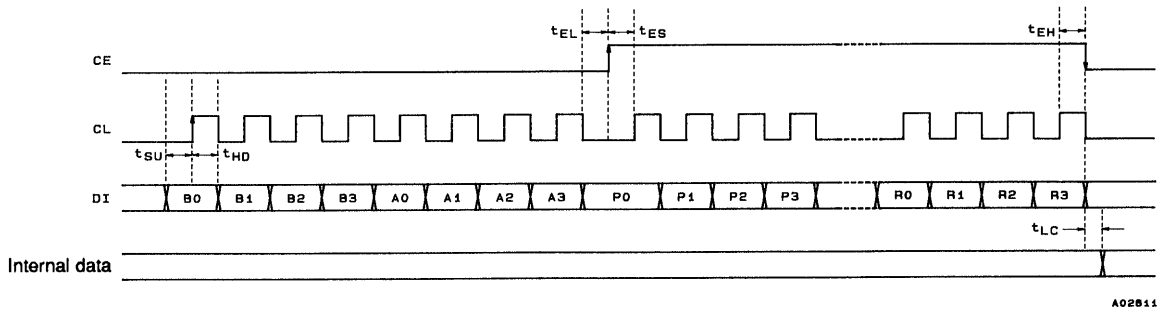 tEL tES tEH
CE
CL
tSU tHD
DI B0 B1 B2 B3 A0 A1 A2 A3 P0 P1 P2 P3 R0 R1 R2 R3
tLC
Internal data
A02611